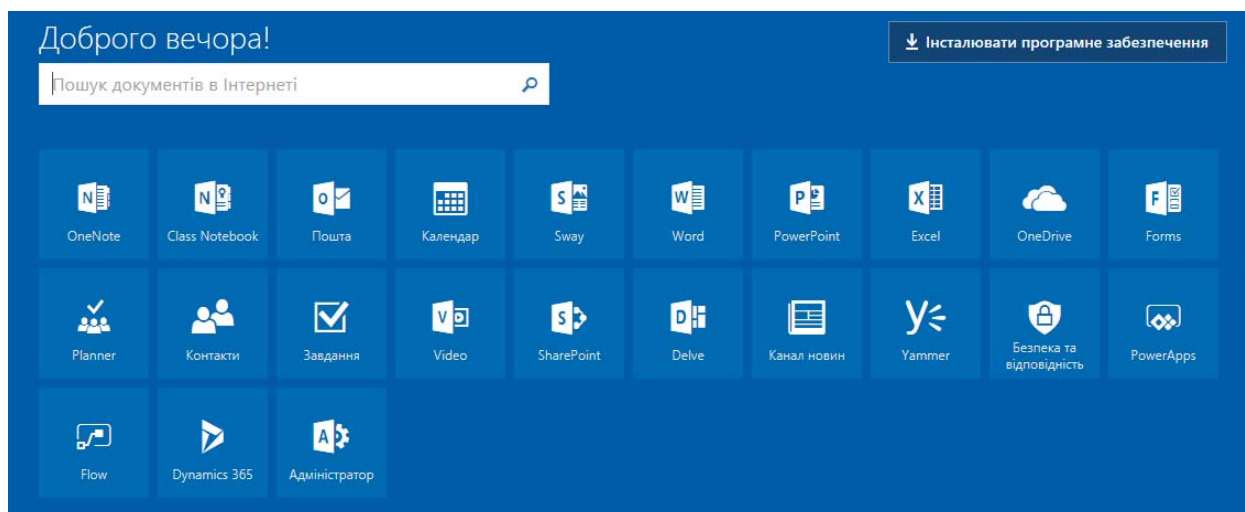 Доброго вечора!
Інсталювати програмне забезпечення
Пошук документів в Інтернеті
OneNote
Class Notebook
Пошта
Календар
Sway
Word
PowerPoint
Excel
OneDrive
Forms
Planner
Контакти
Завдання
Video
SharePoint
Delve
Канал новин
Yammer
Безпека та
відповідність
PowerApps
Flow
Dynamics 365
Адміністратор